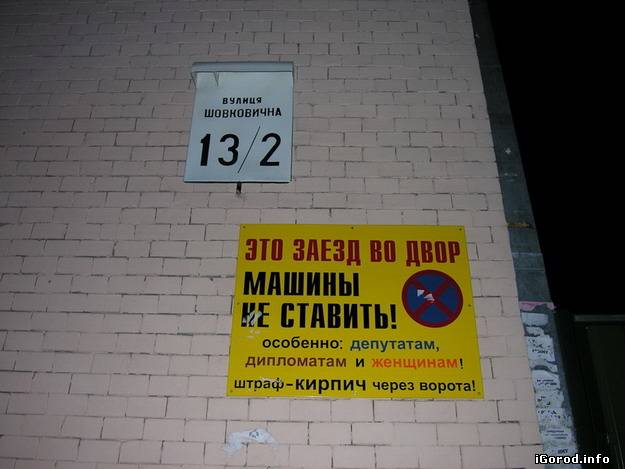 ВУЛИЦЯ
ШОВКОВИЧНА
13/2
ЭТО ЗАЕЗД ВО ДВОР
МАШИНЫ
НЕ СТАВИТЬ!
особенно: депутатам,
дипломатам и женщинам!
штраф-кирпич через ворота!
iGorod.info